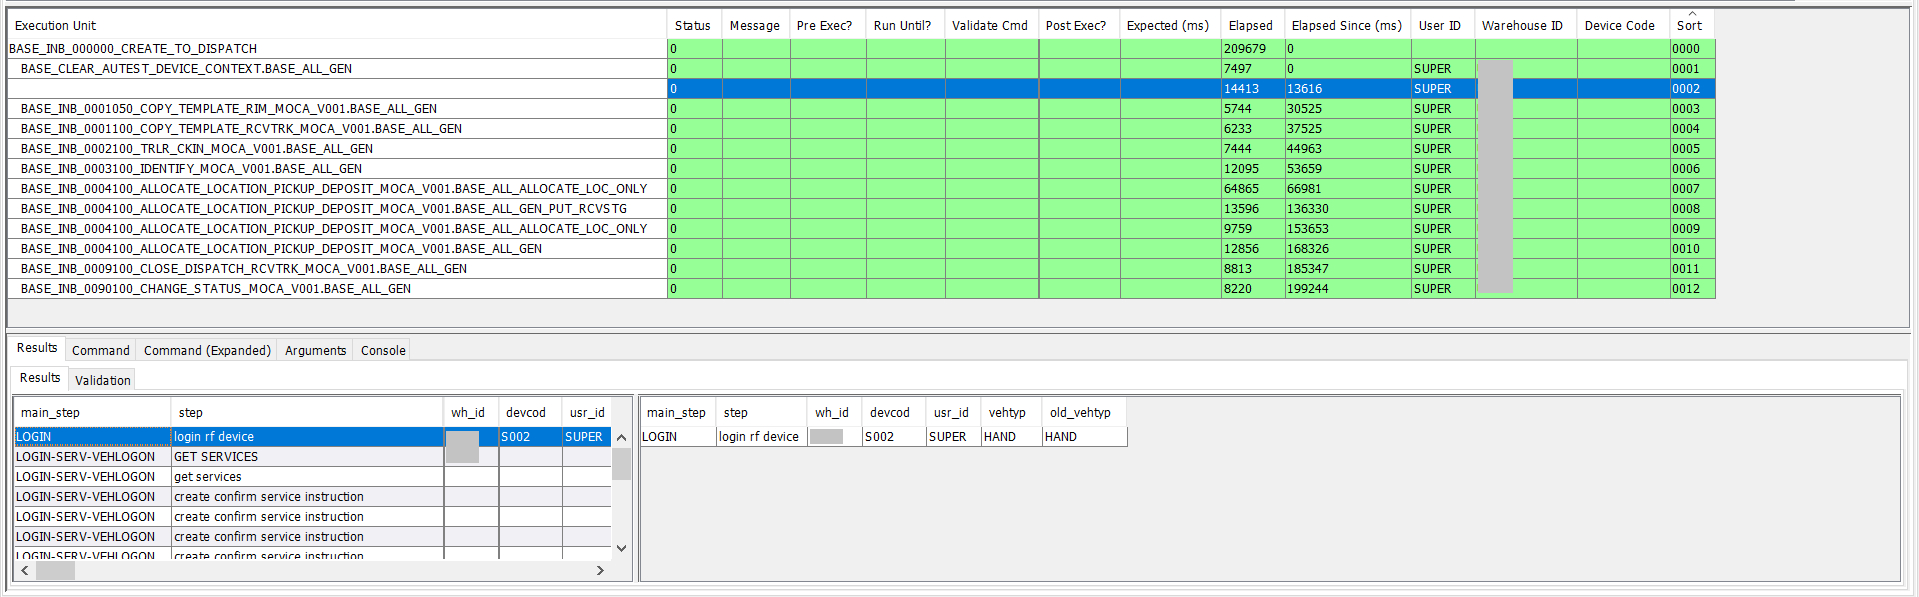 Execution Unit Status Message Pre Exec? Run Until? Validate Cmd Post Exec? Expected (ms) Elapsed Elapsed Since (ms) User ID Warehouse ID Device Code Sort
BASE_INB_000000_CREATE_TO_DISPATCH 0 209679 0 0000
BASE_CLEAR_AUTEST_DEVICE_CONTEXT.BASE_ALL_GEN 0 7497 0 SUPER 0001
0 14413 13616 SUPER 0002
BASE_INB_0001050_COPY_TEMPLATE_RIM_MOCA_V001.BASE_ALL_GEN 0 5744 30525 SUPER 0003
BASE_INB_0001100_COPY_TEMPLATE_RCVTRK_MOCA_V001.BASE_ALL_GEN 0 6233 37525 SUPER 0004
BASE_INB_0002100_TRLR_CKIN_MOCA_V001.BASE_ALL_GEN 0 7444 44963 SUPER 0005
BASE_INB_0003100_IDENTIFY_MOCA_V001.BASE_ALL_GEN 0 12095 53659 SUPER 0006
BASE_INB_0004100_ALLOCATE_LOCATION_PICKUP_DEPOSIT_MOCA_V001.BASE_ALL_ALLOCATE_LOC_ONLY 0 64865 66981 SUPER 0007
BASE_INB_0004100_ALLOCATE_LOCATION_PICKUP_DEPOSIT_MOCA_V001.BASE_ALL_GEN_PUT_RCVSTG 0 13596 136330 SUPER 0008
BASE_INB_0004100_ALLOCATE_LOCATION_PICKUP_DEPOSIT_MOCA_V001.BASE_ALL_ALLOCATE_LOC_ONLY 0 9759 153653 SUPER 0009
BASE_INB_0004100_ALLOCATE_LOCATION_PICKUP_DEPOSIT_MOCA_V001.BASE_ALL_GEN 0 12856 168326 SUPER 0010
BASE_INB_0009100_CLOSE_DISPATCH_RCVTRK_MOCA_V001.BASE_ALL_GEN 0 8813 185347 SUPER 0011
BASE_INB_0090100_CHANGE_STATUS_MOCA_V001.BASE_ALL_GEN 0 8220 199244 SUPER 0012
Results Command Command (Expanded) Arguments Console
Results Validation
main_step step wh_id devcod usr_id
LOGIN login rf device S002 SUPER
LOGIN-SERV-VEHLOGON GET SERVICES
LOGIN-SERV-VEHLOGON get services
LOGIN-SERV-VEHLOGON create confirm service instruction
LOGIN-SERV-VEHLOGON create confirm service instruction
LOGIN-SERV-VEHLOGON create confirm service instruction
LOGIN-SERV-VEHLOGON create confirm service instruction
main_step step wh_id devcod usr_id vehtyp old_vehtyp
LOGIN login rf device S002 SUPER HAND HAND